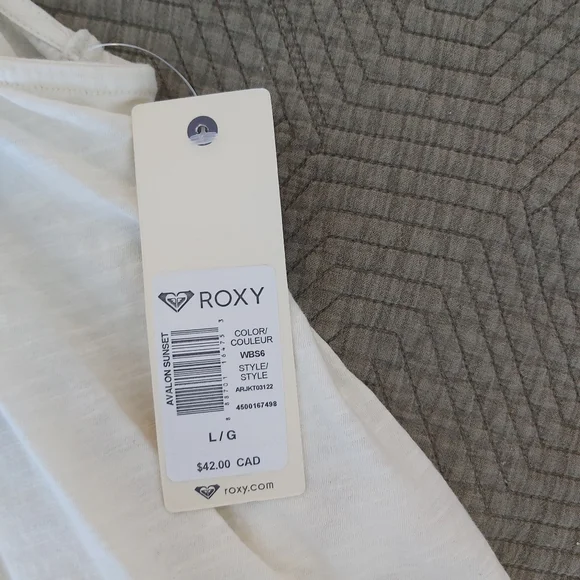 ROXY
AVALON SUNSET
COLOR/
COULEUR
WBS6
STYLE/
STYLE
ARJKT03122
4500167498
L / G
$42.00 CAD
roxy.com